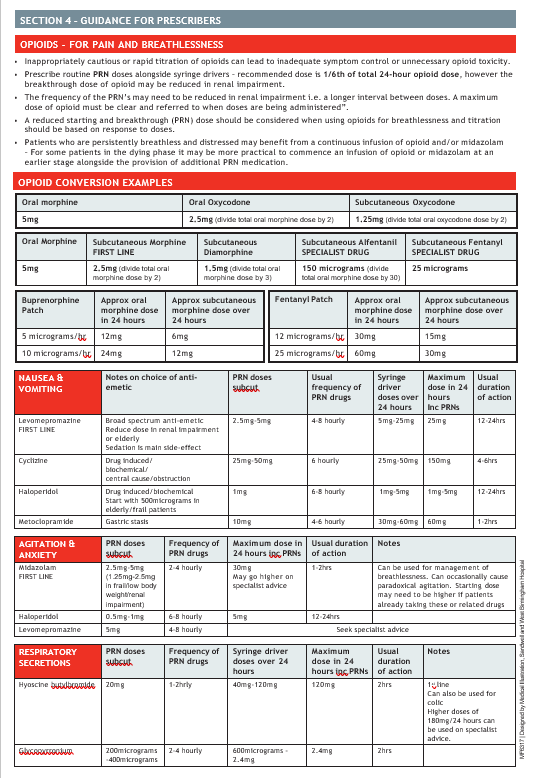 SECTION 4 – GUIDANCE FOR PRESCRIBERS
OPIOIDS – FOR PAIN AND BREATHLESSNESS
• Inappropriately cautious or rapid titration of opioids can lead to inadequate symptom control or unnecessary opioid toxicity.
• Prescribe routine PRN doses alongside syringe drivers – recommended dose is 1/6th of total 24-hour opioid dose, however the
breakthrough dose of opioid may be reduced in renal impairment.
• The frequency of the PRN's may need to be reduced in renal impairment i.e. a longer interval between doses. A maximum
dose of opioid must be clear and referred to when doses are being administered".
• A reduced starting and breakthrough (PRN) dose should be considered when using opioids for breathlessness and titration
should be based on response to doses.
• Patients who are persistently breathless and distressed may benefit from a continuous infusion of opioid and/or midazolam
– For some patients in the dying phase it may be more practical to commence an infusion of opioid or midazolam at an
earlier stage alongside the provision of additional PRN medication.
OPIOID CONVERSION EXAMPLES
Oral morphine Oral Oxycodone Subcutaneous Oxycodone
5mg 2.5mg (divide total oral morphine dose by 2) 1.25mg (divide total oral oxycodone dose by 2)
Oral Morphine Subcutaneous Morphine Subcutaneous Subcutaneous Alfentanil Subcutaneous Fentanyl
FIRST LINE Diamorphine SPECIALIST DRUG SPECIALIST DRUG
5mg 2.5mg (divide total oral 1.5mg (divide total oral 150 micrograms (divide 25 micrograms
morphine dose by 2) morphine dose by 3) total oral morphine dose by 30)
Buprenorphine Approx oral Approx subcutaneous Fentanyl Patch Approx oral Approx subcutaneous
Patch morphine dose morphine dose over morphine dose morphine dose over
in 24 hours 24 hours in 24 hours 24 hours
5 micrograms/hr 12mg 6mg 12 micrograms/hr 30mg 15mg
10 micrograms/hr 24mg 12mg 25 micrograms/hr 60mg 30mg
NAUSEA & Notes on choice of anti- PRN doses Usual Syringe Maximum Usual
VOMITING emetic subcut frequency of driver dose in 24 duration
PRN drugs doses over hours of action
24 hours Inc PRNs
Levomepromazine Broad spectrum anti-emetic 2.5mg-5mg 4-8 hourly 5mg-25mg 25mg 12-24hrs
FIRST LINE Reduce dose in renal impairment
or elderly
Sedation is main side-effect
Cyclizine Drug induced/ 25mg-50mg 6 hourly 25mg-50mg 150mg 4-6hrs
biochemical/
central cause/obstruction
Haloperidol Drug induced/biochemical 1mg 6-8 hourly 1mg-5mg 1mg-5mg 12-24hrs
Start with 500micrograms in
elderly/frail patients
Metoclopramide Gastric stasis 10mg 4-6 hourly 30mg-60mg 60mg 1-2hrs
AGITATION & PRN doses Frequency of Maximum dose in Usual duration Notes
ANXIETY subcut PRN drugs 24 hours inc PRNs of action
Midazolam 2.5mg-5mg 2-4 hourly 30mg 1-2hrs Can be used for management of
FIRST LINE (1.25mg-2.5mg May go higher on breathlessness. Can occasionally cause
in frail/low body specialist advice paradoxical agitation. Starting dose
weight/renal may need to be higher if patients
impairment) already taking these or related drugs
Haloperidol 0.5mg-1mg 6-8 hourly 5mg 12-24hrs
Levomepromazine 5mg 4-8 hourly Seek specialist advice
RESPIRATORY PRN doses Frequency of Syringe driver Maximum Usual Notes
SECRETIONS subcut PRN drugs doses over 24 dose in 24 duration
hours hours inc PRNs of action
Hyoscine butylbromide 20mg 1-2hrly 40mg-120mg 120mg 2hrs line
Can also be used for
colic
Higher doses of
180mg/24 hours can
be used on specialist
advice.
Glycopyrronium 200micrograms 2-4 hourly 600micrograms – 2.4mg 2hrs
-400micrograms 2.4mg
MF8317 | Designed by Medical Illustration, Sandwell and West Birmingham Hospital